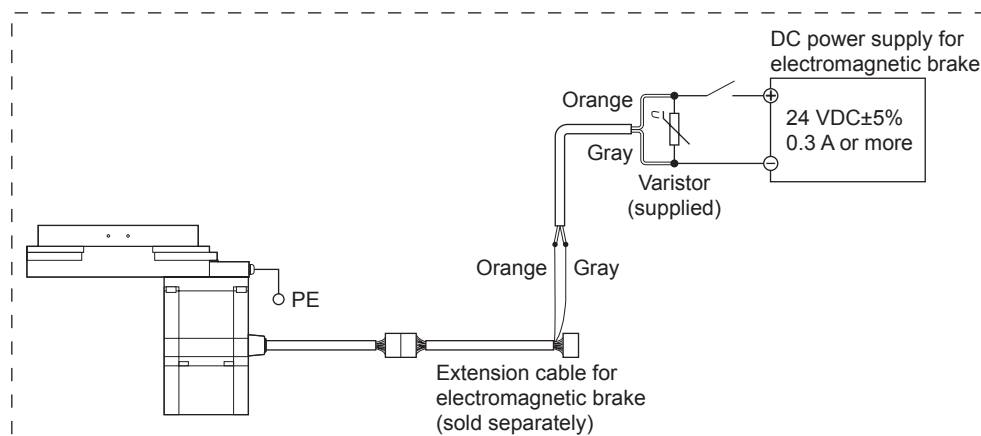 DC power supply for
electromagnetic brake
Orange
24 VDC±5%
0.3 A or more
Gray
Varistor
(supplied)
Orange
Gray
PE
Extension cable for
electromagnetic brake
(sold separately)